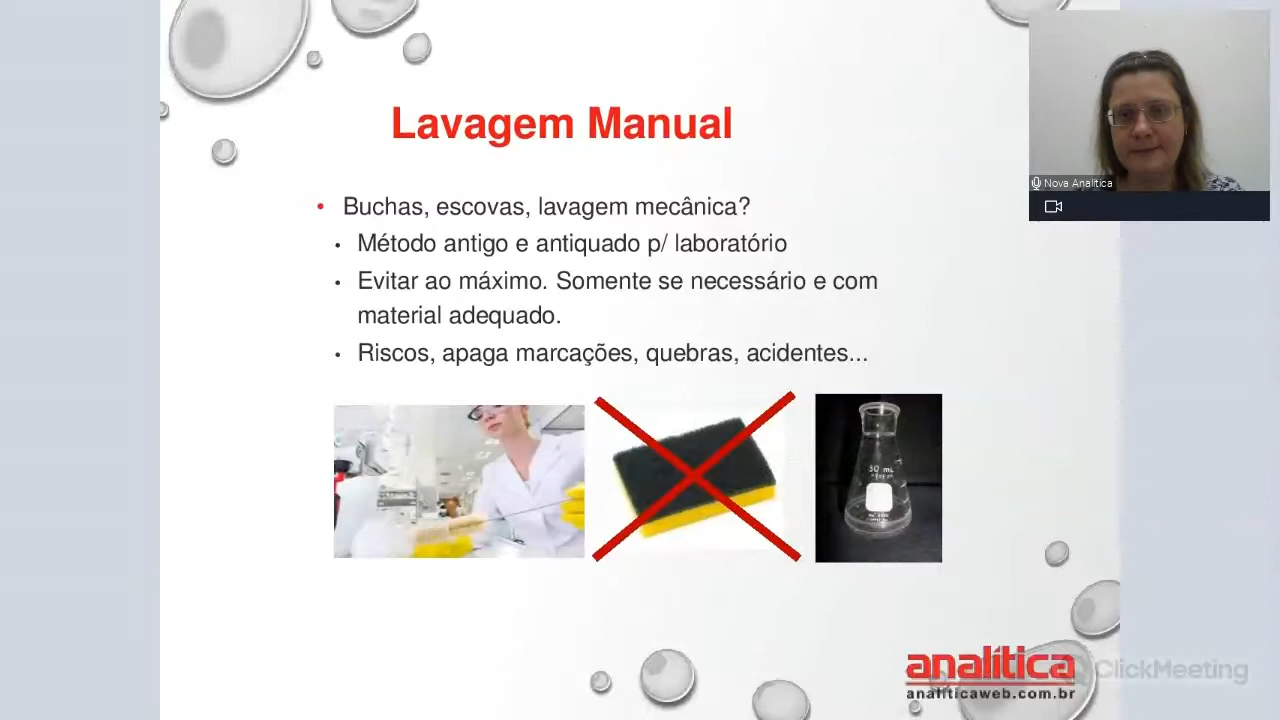 Lavagem Manual
Nova Analítica
• Buchas, escovas, lavagem mecânica?
• Método antigo e antiquado p/ laboratório
• Evitar ao máximo. Somente se necessário e com
material adequado.
• Riscos, apaga marcações, quebras, acidentes...
50 mL
analítica
analiticaweb.com.br
ClickMeeting